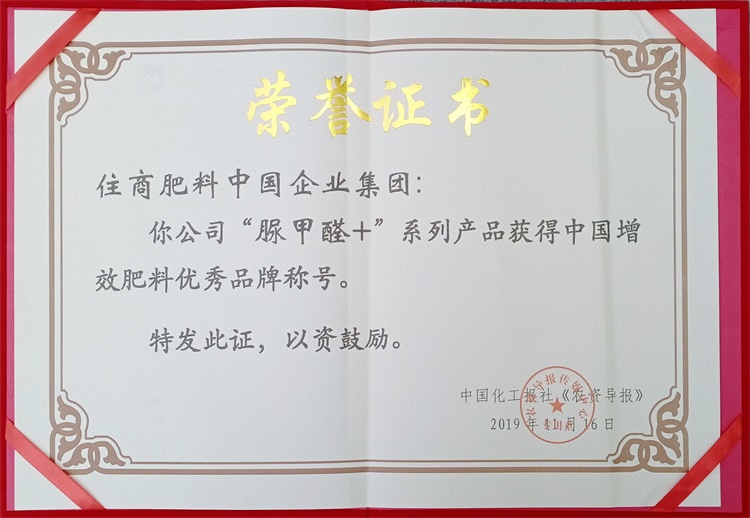 荣誉证书
住商肥料中国企业集团：
你公司“脲甲醛＋”系列产品获得中国增
效肥料优秀品牌称号。
特发此证，以资鼓励。
中国化工报社《农资导报》
2019年11月16日